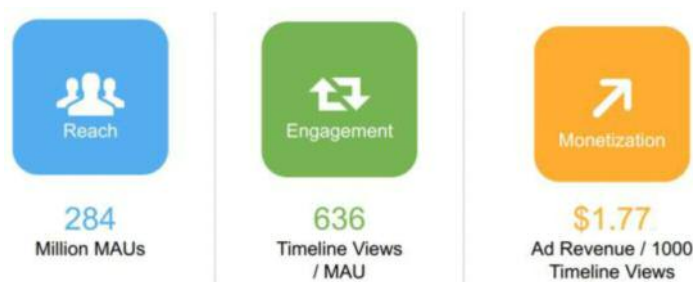 Reach
284
Million MAUs
Engagement
636
Timeline Views
/ MAU
Monetization
$1.77
Ad Revenue / 1000
Timeline Views